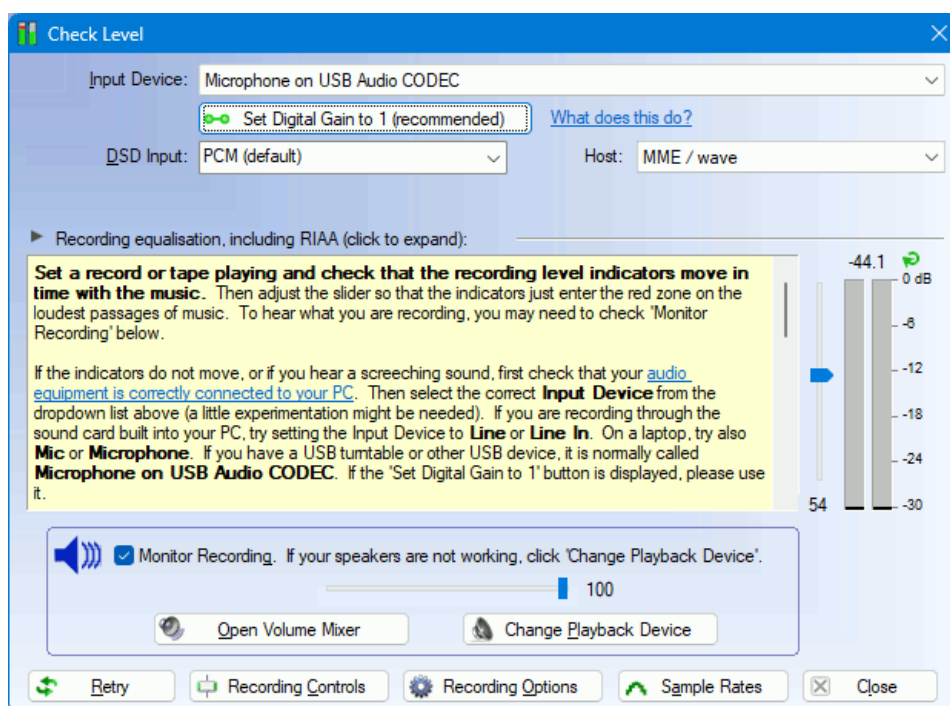 Check Level
Input Device: Microphone on USB Audio CODEC
Set Digital Gain to 1 (recommended) What does this do?
DSD Input: PCM (default) Host: MME / wave
Recording equalisation, including RIAA (click to expand):
Set a record or tape playing and check that the recording level indicators move in
time with the music. Then adjust the slider so that the indicators just enter the red zone on the
loudest passages of music. To hear what you are recording, you may need to check 'Monitor
Recording' below.
If the indicators do not move, or if you hear a screeching sound, first check that your audio
equipment is correctly connected to your PC. Then select the correct Input Device from the
dropdown list above (a little experimentation might be needed). If you are recording through the
sound card built into your PC, try setting the Input Device to Line or Line In. On a laptop, try also
Mic or Microphone. If you have a USB turntable or other USB device, it is normally called
Microphone on USB Audio CODEC. If the 'Set Digital Gain to 1' button is displayed, please use
it.
-44.1
0 dB
-6
-12
-18
-24
54 -30
Monitor Recording. If your speakers are not working, click 'Change Playback Device'.
100
Open Volume Mixer Change Playback Device
Retry Recording Controls Recording Options Sample Rates Close